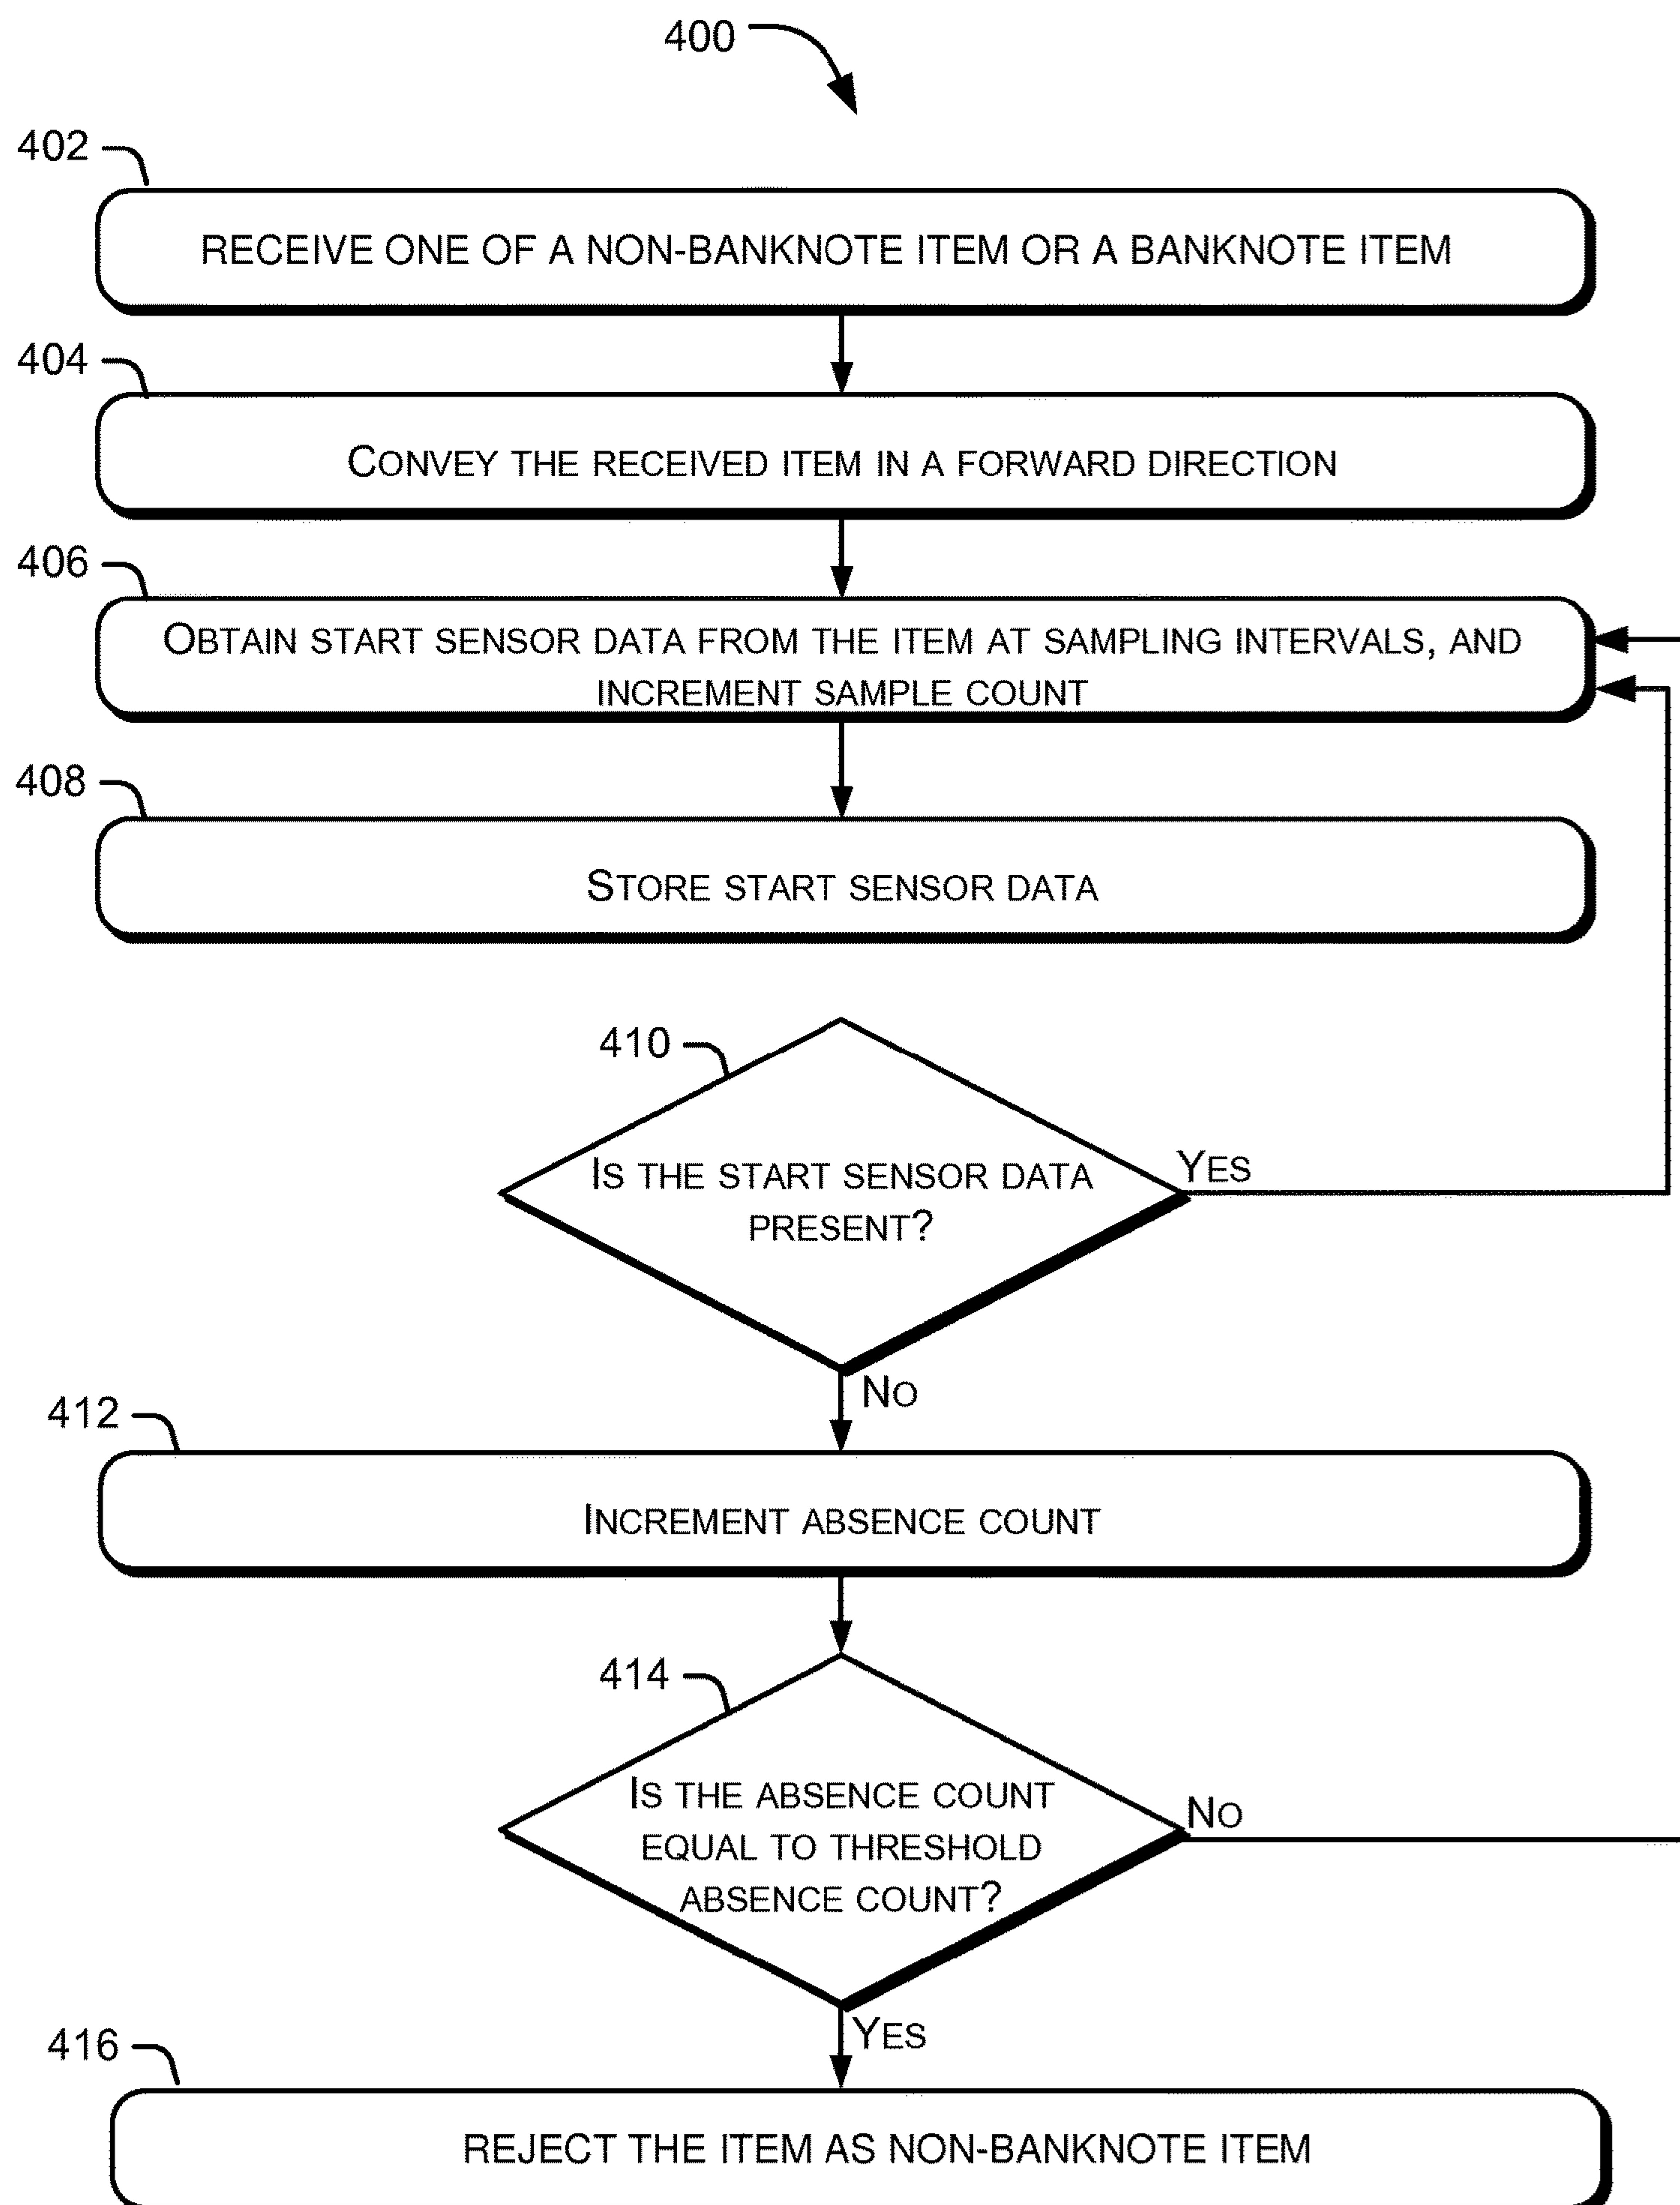 400
402
RECEIVE ONE OF A NON-BANKNOTE ITEM OR A BANKNOTE ITEM
404
CONVEY THE RECEIVED ITEM IN A FORWARD DIRECTION
406
OBTAIN START SENSOR DATA FROM THE ITEM AT SAMPLING INTERVALS, AND
INCREMENT SAMPLE COUNT
408
STORE START SENSOR DATA
410
IS THE START SENSOR DATA
PRESENT?
YES
NO
412
INCREMENT ABSENCE COUNT
414
IS THE ABSENCE COUNT
EQUAL TO THRESHOLD
ABSENCE COUNT?
NO
YES
416
REJECT THE ITEM AS NON-BANKNOTE ITEM